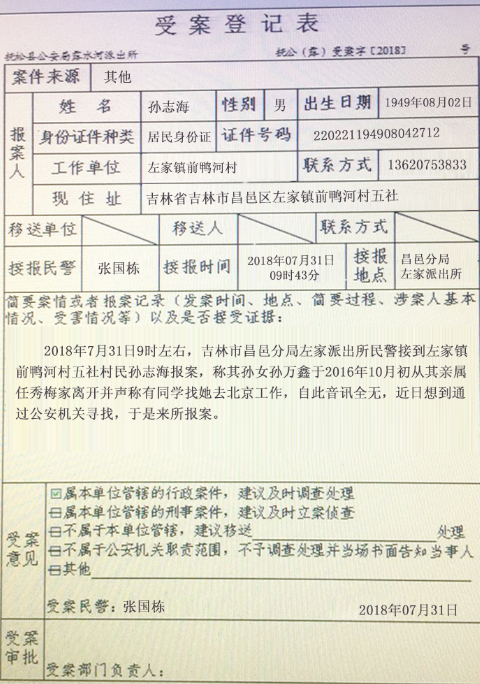 受案登记表
抚松县公安局露水河派出所 抚公(露)受案字[2018] 号
案件来源 其他
报案人 姓名 孙志海 性别 男 出生日期 1949年08月02日
身份证件种类 居民身份证 证件号码 220221194908042712
工作单位 左家镇前鸭河村 联系方式 13620753833
现住址 吉林省吉林市昌邑区左家镇前鸭河村五社
移送单位 移送人 联系方式
接报民警 张国栋 接报时间 2018年07月31日09时43分 接报地点 昌邑分局左家派出所
简要案情或者报案记录(发案时间、地点、简要过程、涉案人基本
情况、受害情况等)以及是否接受证据:
2018年7月31日9时左右,吉林市昌邑分局左家派出所民警接到左家镇
前鸭河村五社村民孙志海报案,称其孙女孙万鑫于2016年10月初从其亲属
任秀梅家离开并声称有同学找她去北京工作,自此音讯全无,近日想到通
过公安机关寻找,于是来所报案。
受案意见 ☑属本单位管辖的行政案件,建议及时调查处理
□属本单位管辖的刑事案件,建议及时立案侦查
□不属于本单位管辖,建议移送 处理
□不属于公安机关职责范围,不予调查处理并当场书面告知当事人
□其他
受案民警:张国栋 2018年07月31日
受案审批
受案部门负责人: